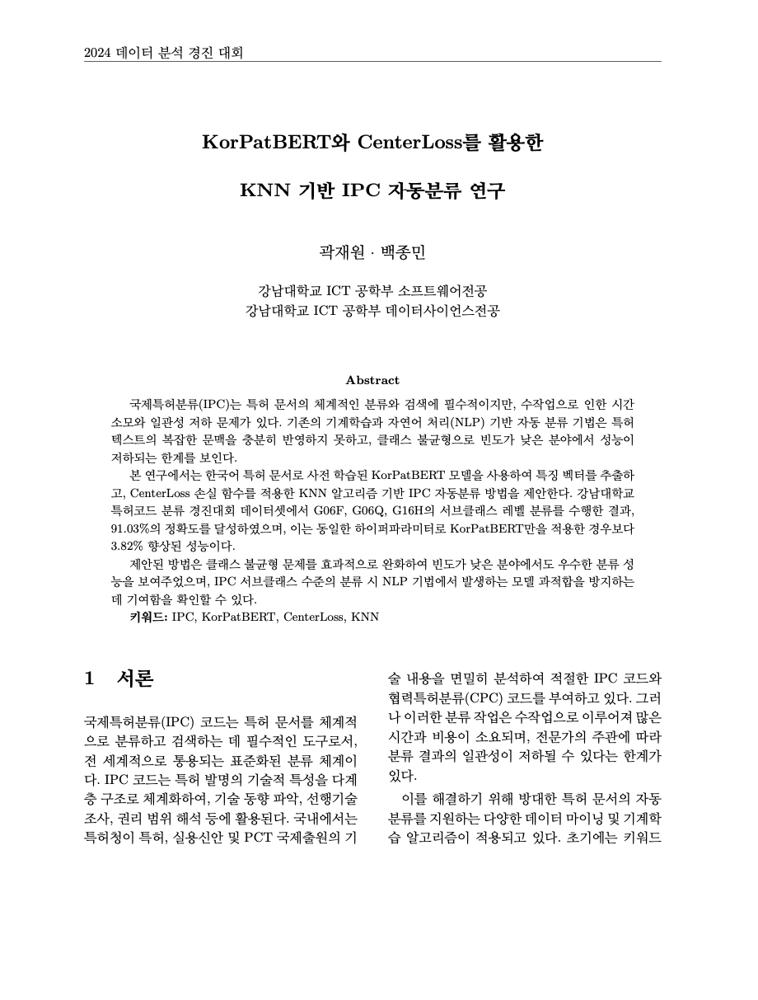 2024 데이터 분석 경진 대회
KorPatBERT와 CenterLoss를 활용한
KNN 기반 IPC 자동분류 연구
곽재원 · 백종민
강남대학교 ICT 공학부 소프트웨어전공
강남대학교 ICT 공학부 데이터사이언스전공
Abstract
국제특허분류(IPC)는 특허 문서의 체계적인 분류와 검색에 필수적이지만, 수작업으로 인한 시간
소모와 일관성 저하 문제가 있다. 기존의 기계학습과 자연어 처리(NLP) 기반 자동 분류 기법은 특허
텍스트의 복잡한 문맥을 충분히 반영하지 못하고, 클래스 불균형으로 빈도가 낮은 분야에서 성능이
저하되는 한계를 보인다.
본 연구에서는 한국어 특허 문서로 사전 학습된 KorPatBERT 모델을 사용하여 특징 벡터를 추출하
고, CenterLoss 손실 함수를 적용한 KNN 알고리즘 기반 IPC 자동분류 방법을 제안한다. 강남대학교
특허코드 분류 경진대회 데이터셋에서 G06F, G06Q, G16H의 서브클래스 레벨 분류를 수행한 결과,
91.03%의 정확도를 달성하였으며, 이는 동일한 하이퍼파라미터로 KorPatBERT만을 적용한 경우보다
3.82% 향상된 성능이다.
제안된 방법은 클래스 불균형 문제를 효과적으로 완화하여 빈도가 낮은 분야에서도 우수한 분류 성
능을 보여주었으며, IPC 서브클래스 수준의 분류 시 NLP 기법에서 발생하는 모델 과적합을 방지하는
데 기여함을 확인할 수 있다.
키워드: IPC, KorPatBERT, CenterLoss, KNN
1 서론
국제특허분류(IPC) 코드는 특허 문서를 체계적
으로 분류하고 검색하는 데 필수적인 도구로서,
전 세계적으로 통용되는 표준화된 분류 체계이
다. IPC 코드는 특허 발명의 기술적 특성을 다계
층 구조로 체계화하여, 기술 동향 파악, 선행기술
조사, 권리 범위 해석 등에 활용된다. 국내에서는
특허청이 특허, 실용신안 및 PCT 국제출원의 기
술 내용을 면밀히 분석하여 적절한 IPC 코드와
협력특허분류(CPC) 코드를 부여하고 있다. 그러
나 이러한 분류 작업은 수작업으로 이루어져 많은
시간과 비용이 소요되며, 전문가의 주관에 따라
분류 결과의 일관성이 저하될 수 있다는 한계가
있다.
이를 해결하기 위해 방대한 특허 문서의 자동
분류를 지원하는 다양한 데이터 마이닝 및 기계학
습 알고리즘이 적용되고 있다. 초기에는 키워드